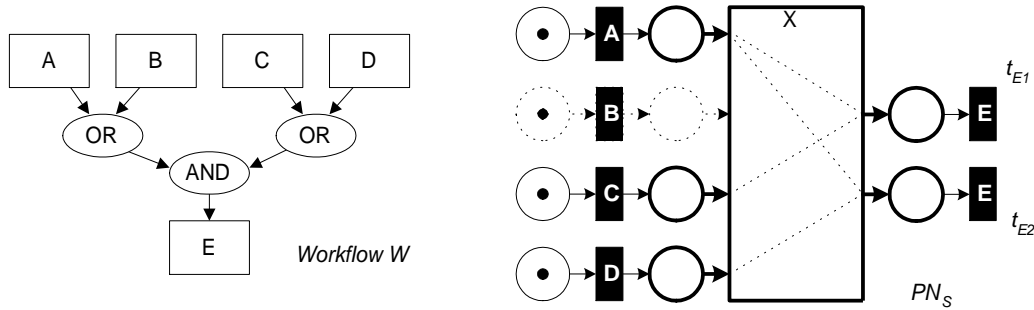 A B C D
OR OR
AND
E
Workflow W
X
A
B
C
D
t_E1
E
E
t_E2
PN_S